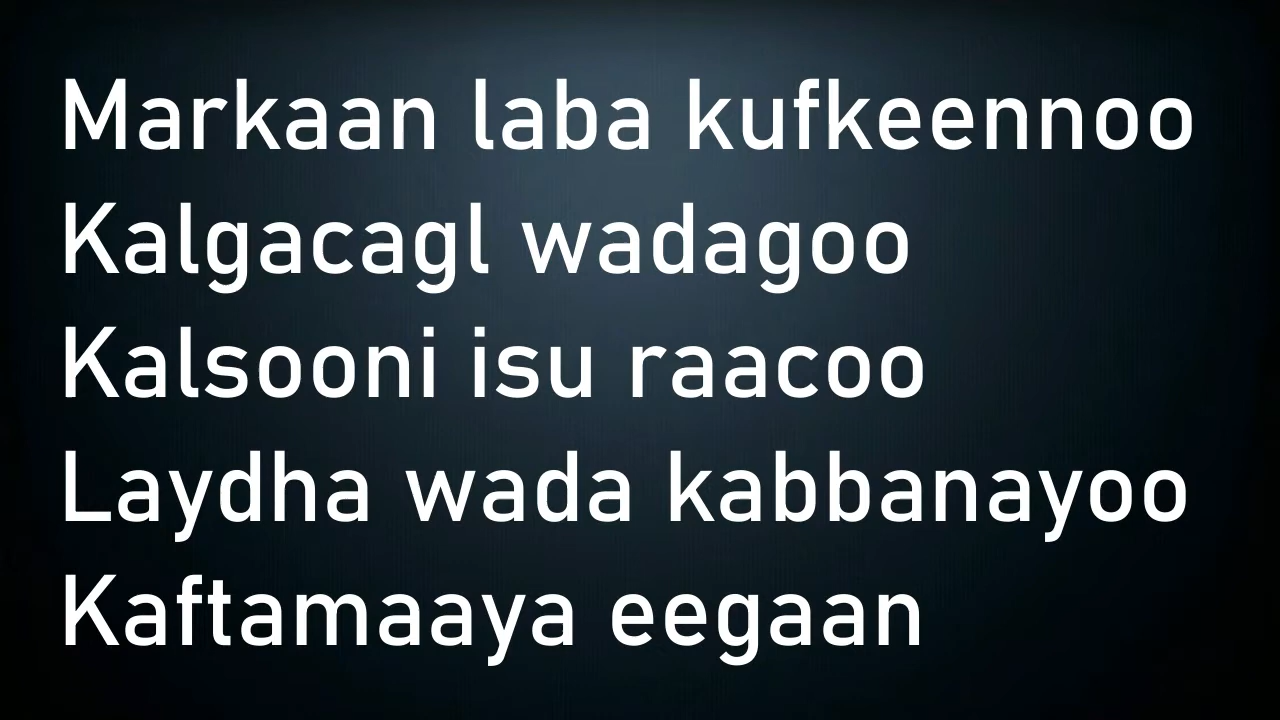 Markaan laba kufkeennoo
Kalgacagl wadagoo
Kalsooni isu raacoo
Laydha wada kabbanayoo
Kaftamaaya eegaan